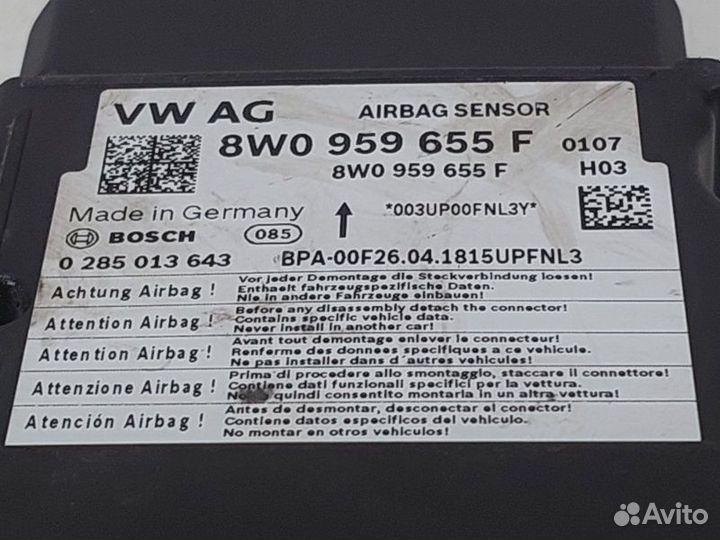 VW AG AIRBAG SENSOR
8W0 959 655 F 0107
8W0 959 655 F H03
Made in Germany *003UP00FNL3Y*
BOSCH 085
0 285 013 643 BPA-00F26.04.1815UPFNL3
Achtung Airbag !
Vor jeder Demontage die Steckverbindung loesen!
Enthaelt fahrzeugspezifische Daten.
Nie in andere Fahrzeuge einbauen!
Attention Airbag !
Before any disassembly detach the connector!
Contains specific vehicle data.
Never install in another car!
Attention Airbag !
Avant tout demontage enlever le connecteur!
Renferme des donnees specifiques a ce vehicule.
Ne pas installer dans d'autres vehicules!
Attenzione Airbag !
Prima di procedere allo smontaggio, staccare il connettore!
Contiene dati funzionali specifici per la vettura.
quindi consentito montarla in un altra vettura!
Atención Airbag !
Antes de desmontar, desconectar el conector!
Contiene datos especificos del vehiculo.
No montar en otros vehiculos!
Avito